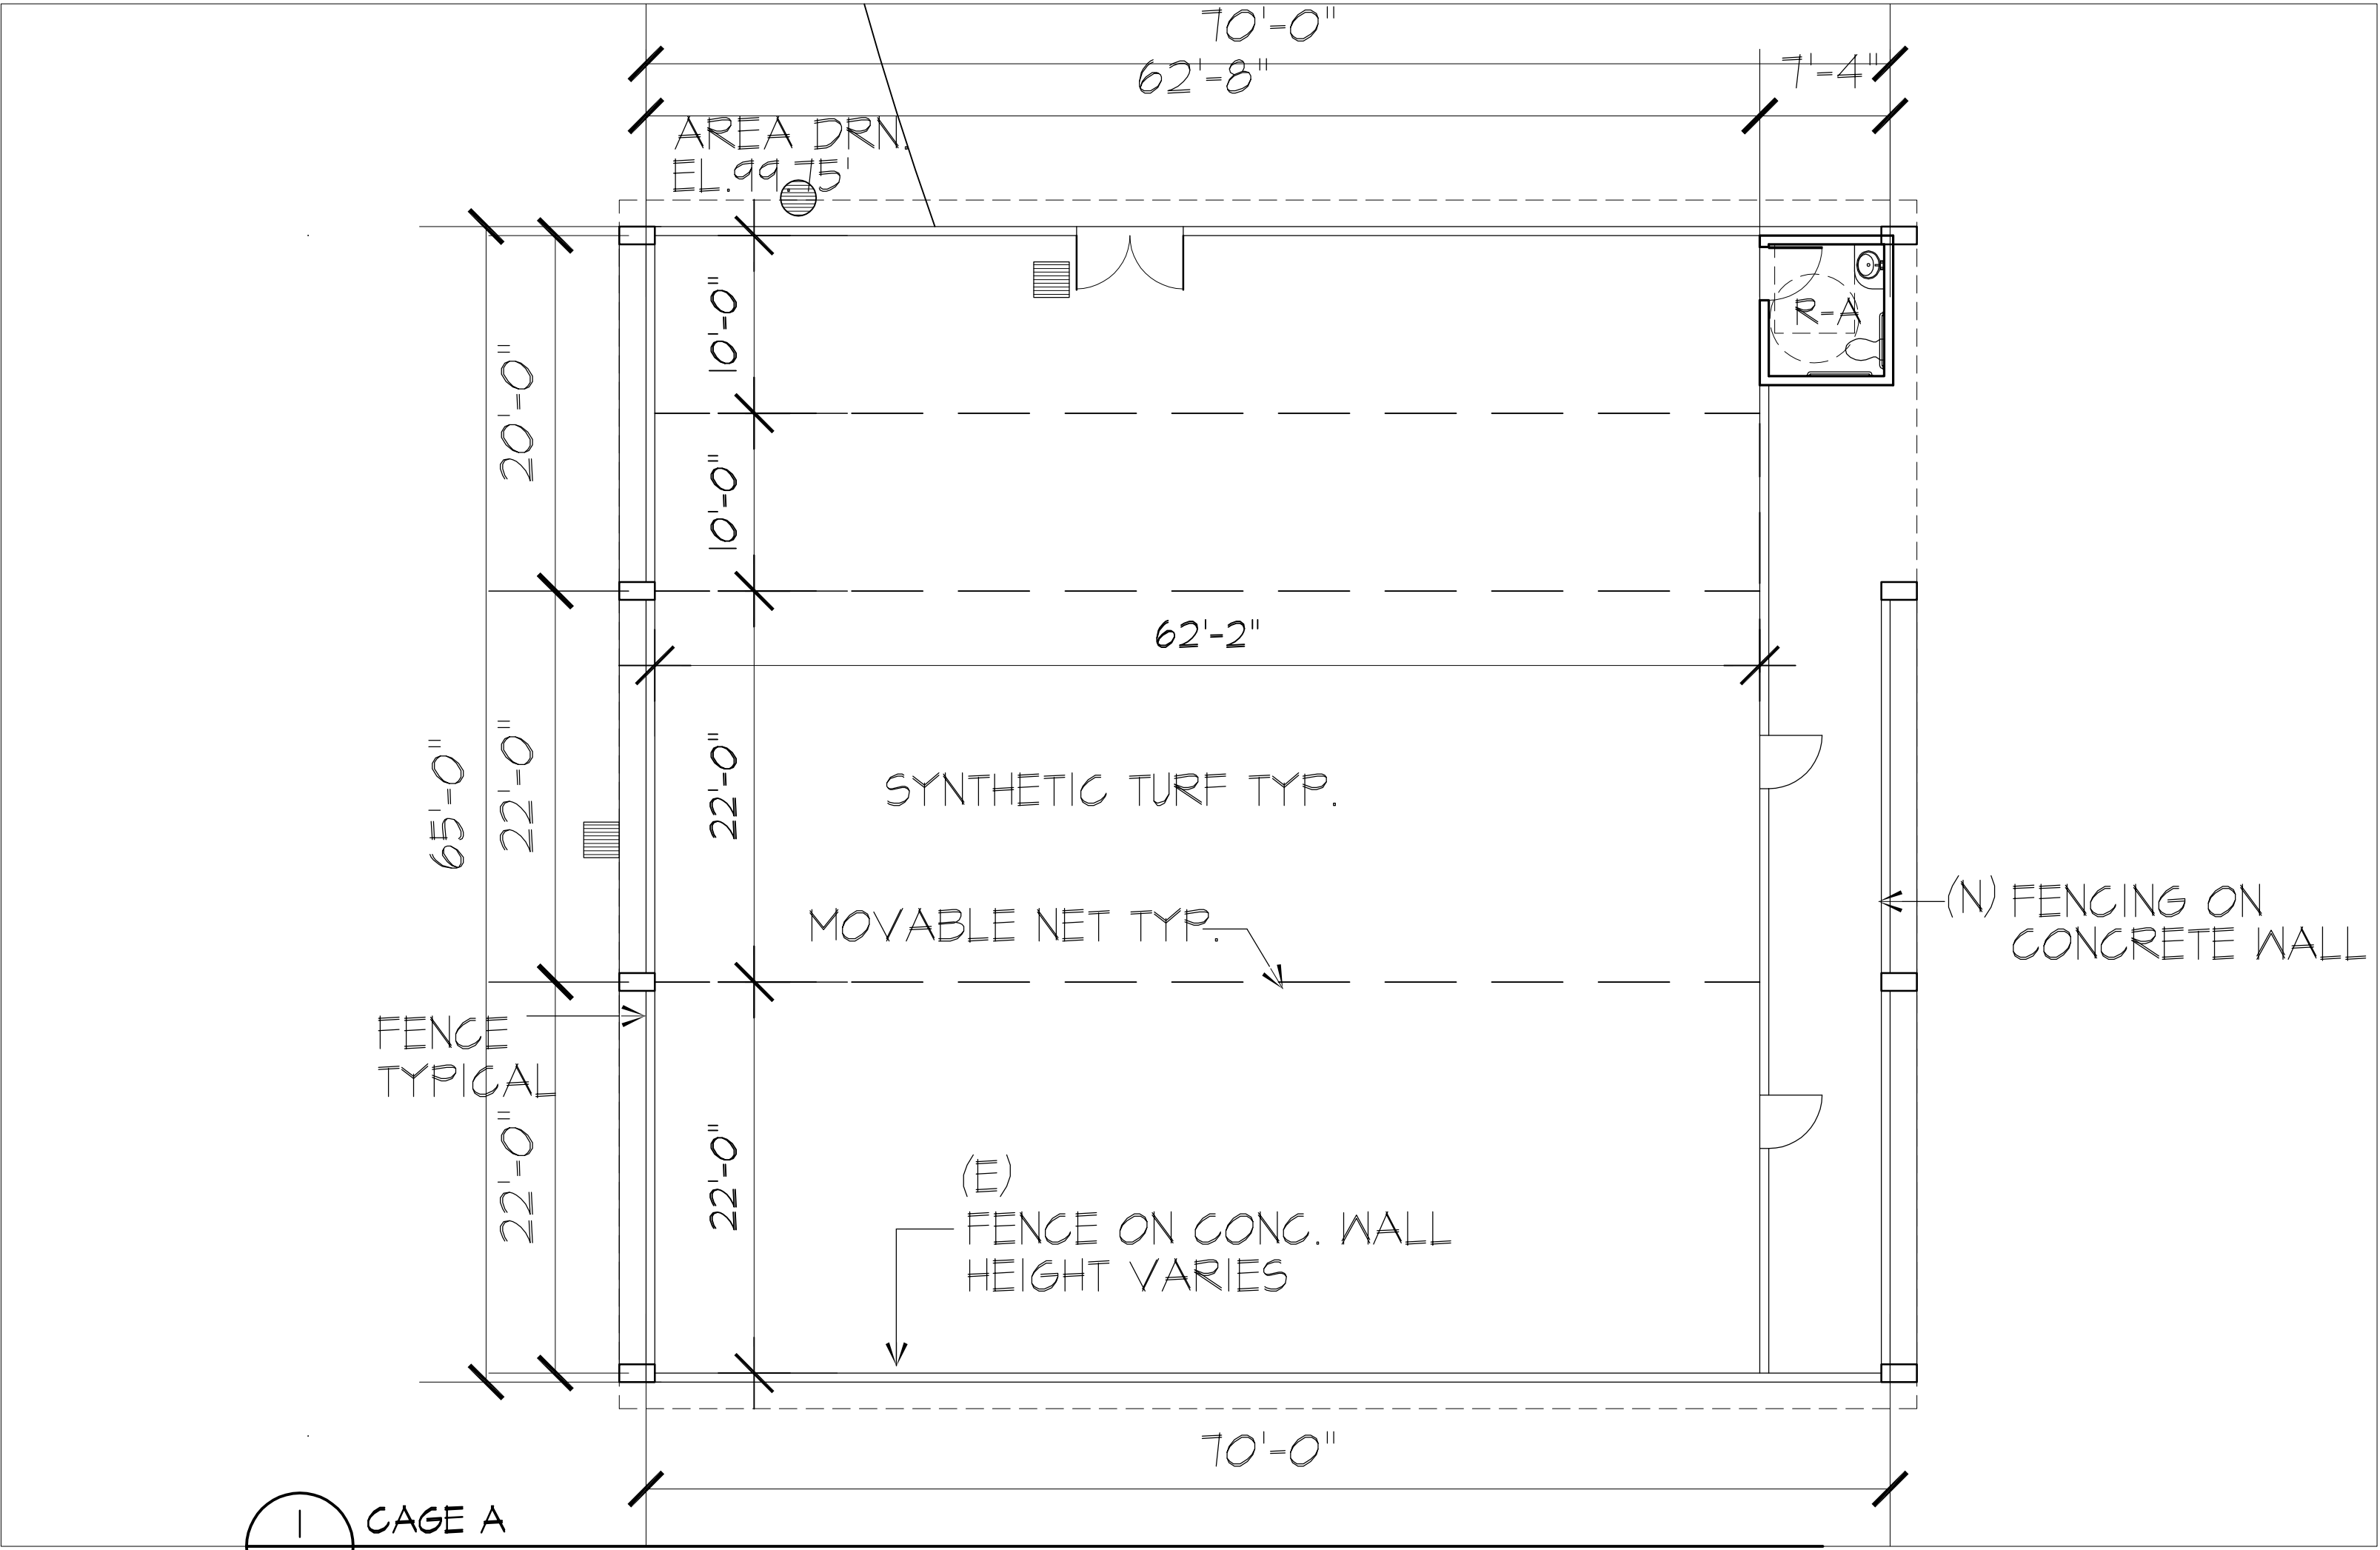 70'-0"
62'-8"
7'-4"
AREA DRN.
EL.99.75'
10'-0"
R-A
20'-0"
10'-0"
62'-2"
65'-0"
22'-0"
22'-0"
SYNTHETIC TURF TYP.
MOVABLE NET TYP.
(N) FENCING ON
CONCRETE WALL
FENCE
TYPICAL
22'-0"
22'-0"
(E)
FENCE ON CONC. WALL
HEIGHT VARIES
70'-0"
1
CAGE A